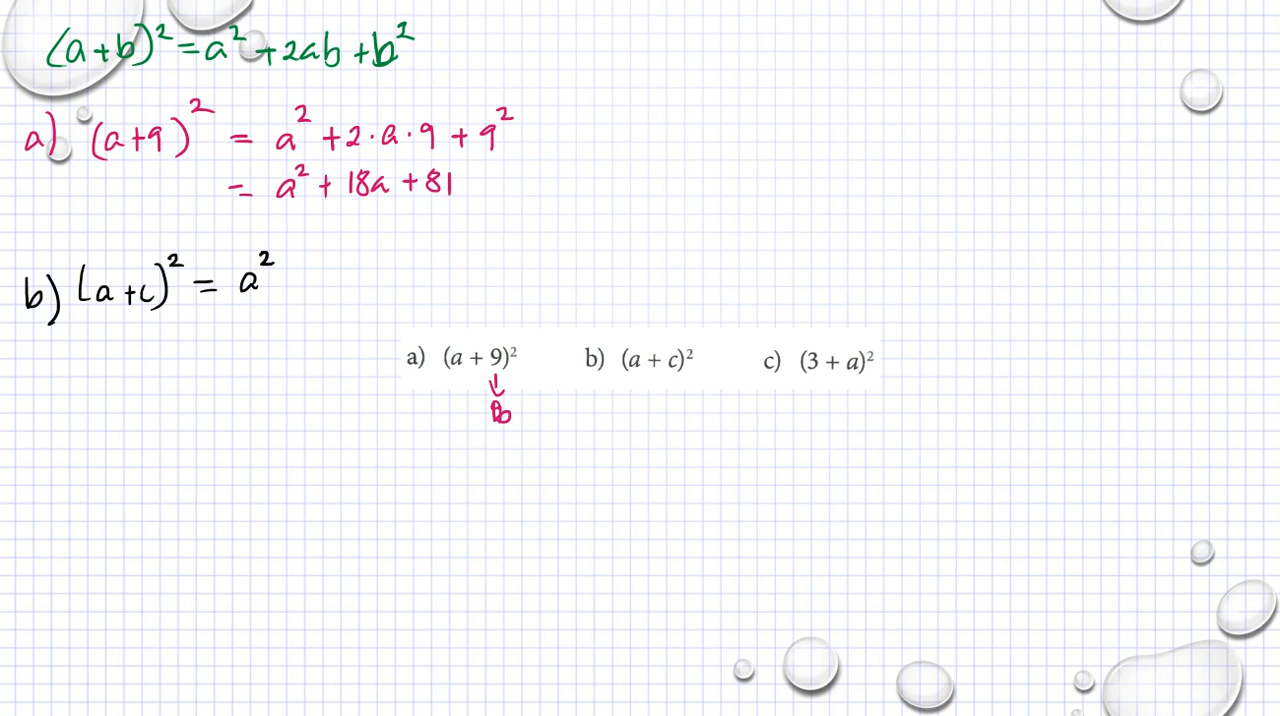 (a+b)² = a² + 2ab + b²
a) (a+9)² = a² + 2·a·9 + 9²
= a² + 18a + 81
b) (a+c)² = a²
a) (a + 9)² b) (a + c)² c) (3 + a)²
b